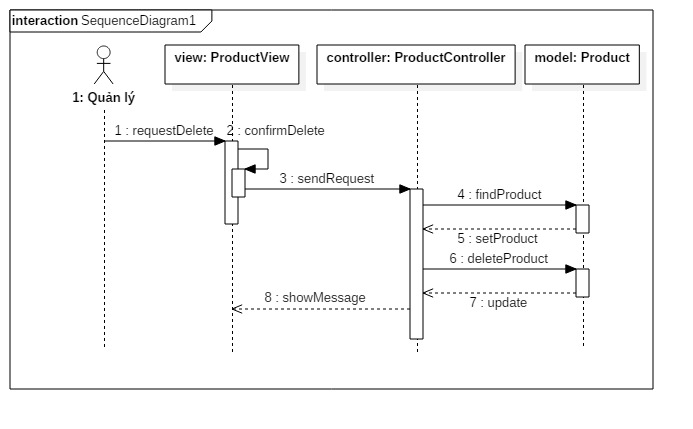 interaction SequenceDiagram1
view: ProductView
controller: ProductController
model: Product
1: Quản lý
1 : requestDelete
2 : confirmDelete
3 : sendRequest
4 : findProduct
5 : setProduct
6 : deleteProduct
7 : update
8 : showMessage